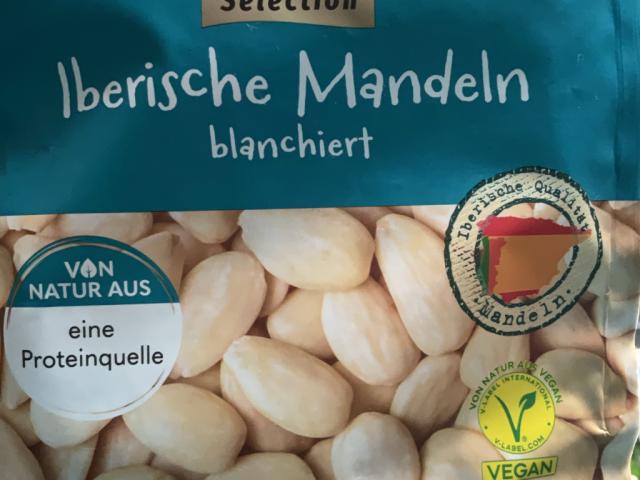 Selection
Iberische Mandeln
blanchiert
Iberische Qualität
Mandeln.
VON
NATUR AUS
eine
Proteinquelle
VON NATUR AUS VEGAN
V-LABEL INTERNATIONAL
V-LABEL.COM
VEGAN